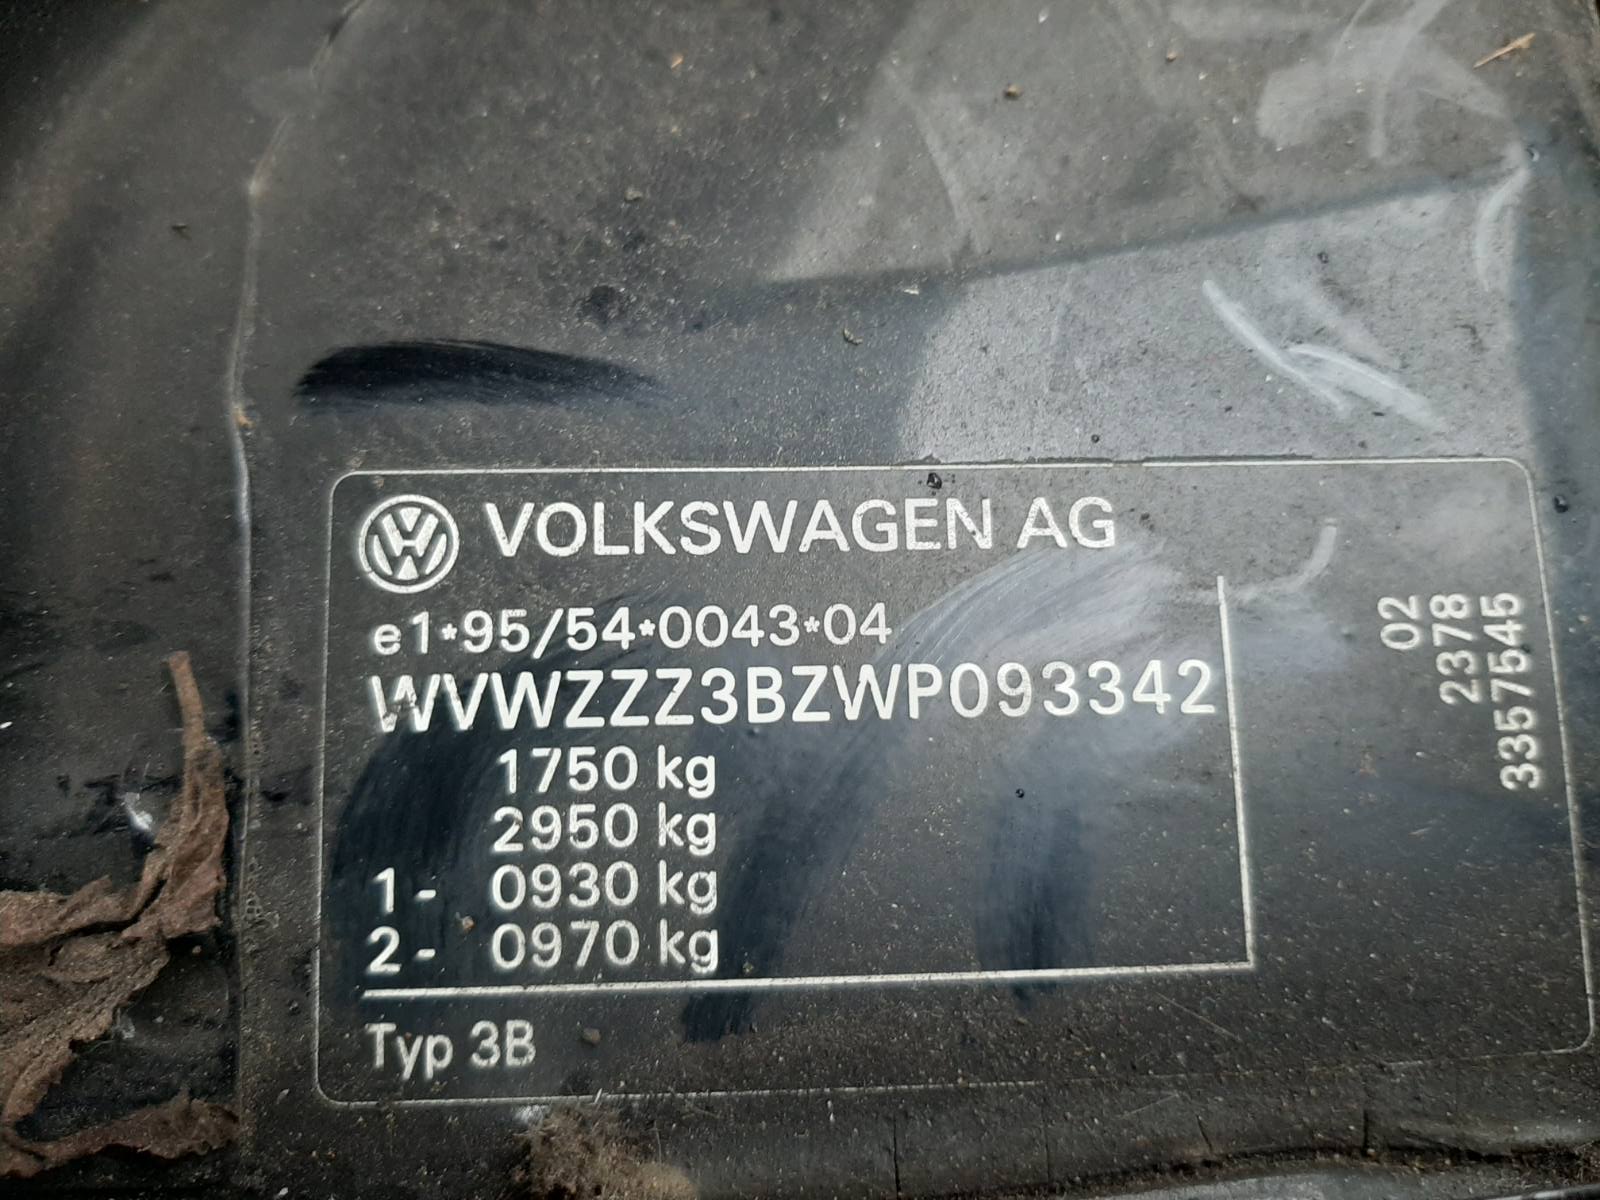 VOLKSWAGEN AG
e1*95/54*0043*04
WVWZZZ3BZWP093342
1750 kg
2950 kg
1- 0930 kg
2- 0970 kg
Typ 3B
02
2378
3357545